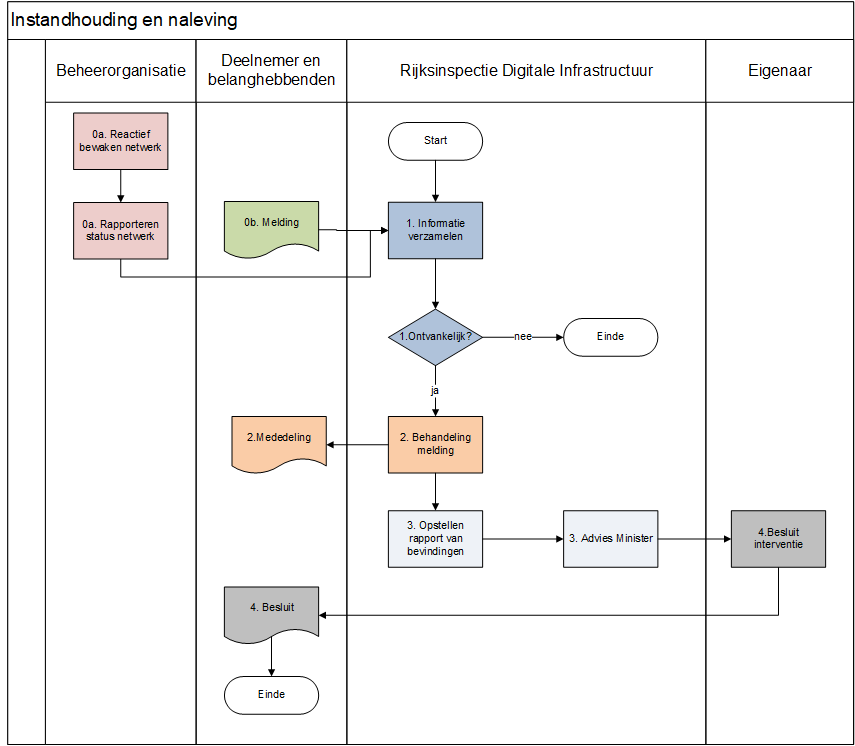 Instandhouding en naleving
Beheerorganisatie
Deelnemer en
belanghebbenden
Rijksinspectie Digitale Infrastructuur
Eigenaar
0a. Reactief
bewaken netwerk
Start
0a. Rapporteren
status netwerk
0b. Melding
1. Informatie
verzamelen
1.Ontvankelijk?
nee
Einde
ja
2.Mededeling
2. Behandeling
melding
3. Opstellen
rapport van
bevindingen
3. Advies Minister
4.Besluit
interventie
4. Besluit
Einde